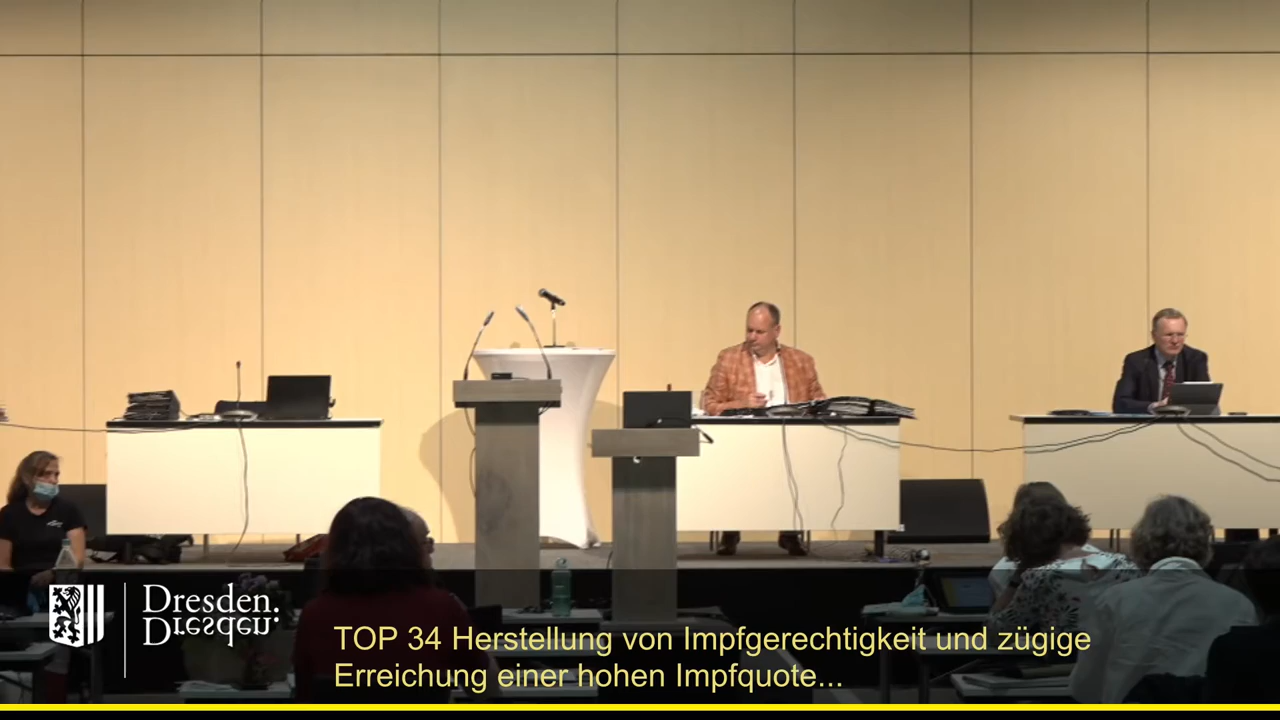 Dresden.
Dresden.
TOP 34 Herstellung von Impfgerechtigkeit und zügige
Erreichung einer hohen Impfquote...